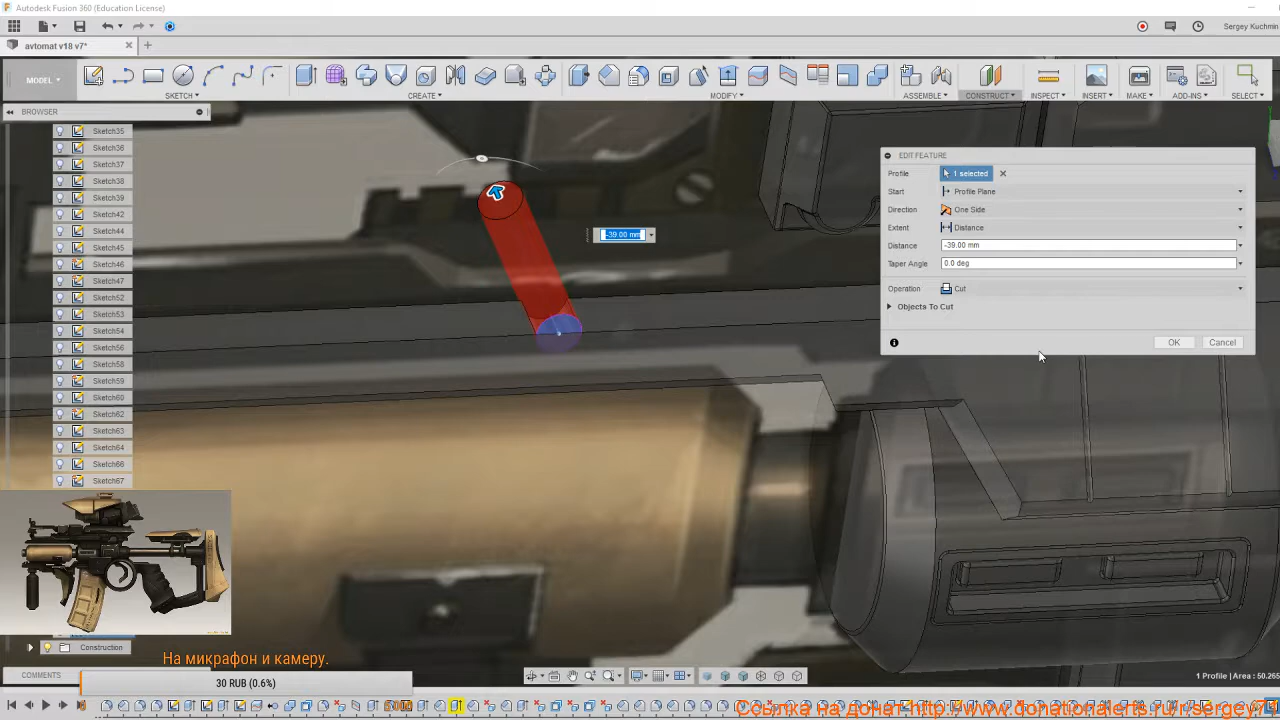 Autodesk Fusion 360 (Education License)
Sergey Kuchmin
avtomat v18 v7*
MODEL
SKETCH
CREATE
MODIFY
ASSEMBLE
CONSTRUCT
INSPECT
INSERT
MAKE
ADD-INS
SELECT
BROWSER
Sketch35
Sketch36
Sketch37
Sketch38
Sketch39
Sketch42
Sketch44
Sketch45
Sketch47
Sketch52
Sketch53
Sketch54
Sketch56
Sketch58
Sketch59
Sketch60
Sketch62
Sketch63
Sketch64
Sketch66
Sketch67
Construction
-39.00 mm
EDIT FEATURE
Profile 1 selected
Start Profile Plane
Direction One Side
Extent Distance
Distance -39.00 mm
Taper Angle 0.0 deg
Operation Cut
Objects To Cut
OK Cancel
На микрофон и камеру.
COMMENTS
30 RUB (0.6%)
1 Profile | Area : 50.265